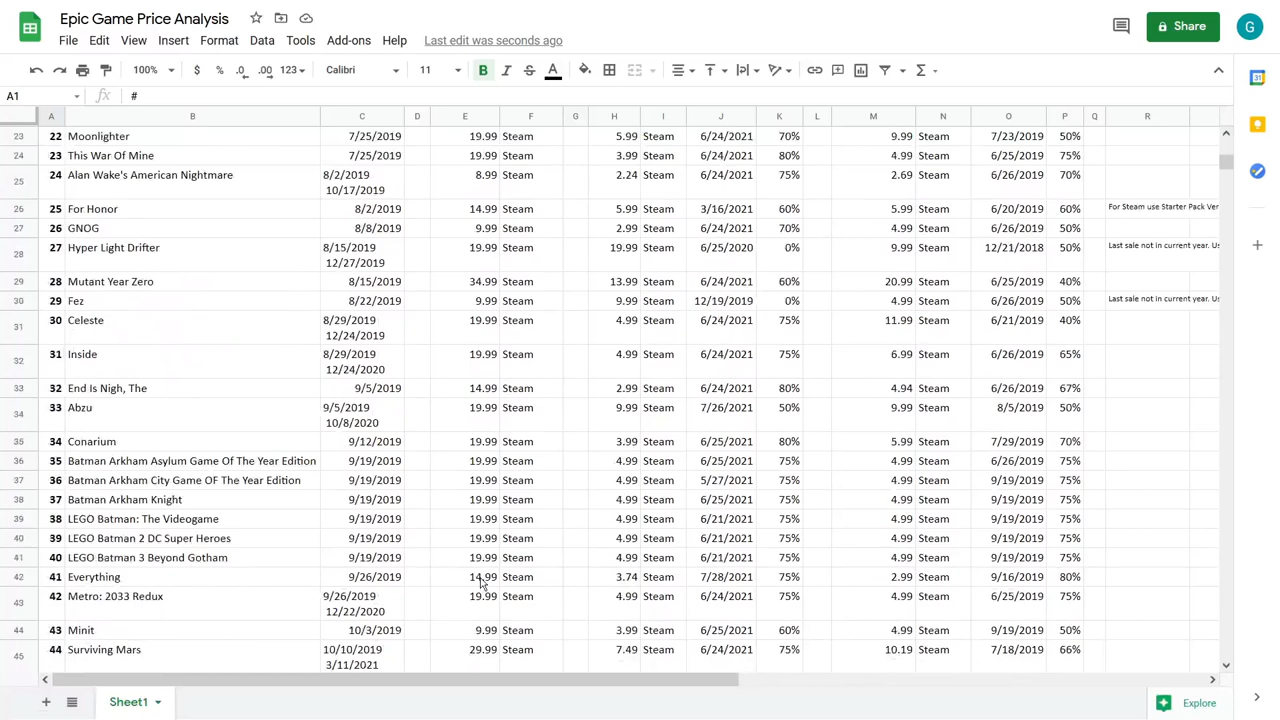 Epic Game Price Analysis
File Edit View Insert Format Data Tools Add-ons Help Last edit was seconds ago
Share
G
31
100% $ % .0 .00 123 Calibri 11 B I S A
A1 fx #
A B C D E F G H I J K L M N O P Q R
23 22 Moonlighter 7/25/2019 19.99 Steam 5.99 Steam 6/24/2021 70% 9.99 Steam 7/23/2019 50%
24 23 This War Of Mine 7/25/2019 19.99 Steam 3.99 Steam 6/24/2021 80% 4.99 Steam 6/25/2019 75%
25 24 Alan Wake's American Nightmare 8/2/2019 8.99 Steam 2.24 Steam 6/24/2021 75% 2.69 Steam 6/26/2019 70%
10/17/2019
26 25 For Honor 8/2/2019 14.99 Steam 5.99 Steam 3/16/2021 60% 5.99 Steam 6/20/2019 60% For Steam use Starter Pack Ver
27 26 GNOG 8/8/2019 9.99 Steam 2.99 Steam 6/24/2021 70% 4.99 Steam 6/26/2019 50%
28 27 Hyper Light Drifter 8/15/2019 19.99 Steam 19.99 Steam 6/25/2020 0% 9.99 Steam 12/21/2018 50% Last sale not in current year. Us
12/27/2019
29 28 Mutant Year Zero 8/15/2019 34.99 Steam 13.99 Steam 6/24/2021 60% 20.99 Steam 6/25/2019 40%
30 29 Fez 8/22/2019 9.99 Steam 9.99 Steam 12/19/2019 0% 4.99 Steam 6/26/2019 50% Last sale not in current year. Us
31 30 Celeste 8/29/2019 19.99 Steam 4.99 Steam 6/24/2021 75% 11.99 Steam 6/21/2019 40%
12/24/2019
32 31 Inside 8/29/2019 19.99 Steam 4.99 Steam 6/24/2021 75% 6.99 Steam 6/26/2019 65%
12/24/2020
33 32 End Is Nigh, The 9/5/2019 14.99 Steam 2.99 Steam 6/24/2021 80% 4.94 Steam 6/26/2019 67%
34 33 Abzu 9/5/2019 19.99 Steam 9.99 Steam 7/26/2021 50% 9.99 Steam 8/5/2019 50%
10/8/2020
35 34 Conarium 9/12/2019 19.99 Steam 3.99 Steam 6/25/2021 80% 5.99 Steam 7/29/2019 70%
36 35 Batman Arkham Asylum Game Of The Year Edition 9/19/2019 19.99 Steam 4.99 Steam 6/25/2021 75% 4.99 Steam 6/26/2019 75%
37 36 Batman Arkham City Game OF The Year Edition 9/19/2019 19.99 Steam 4.99 Steam 5/27/2021 75% 4.99 Steam 9/19/2019 75%
38 37 Batman Arkham Knight 9/19/2019 19.99 Steam 4.99 Steam 6/25/2021 75% 4.99 Steam 9/19/2019 75%
39 38 LEGO Batman: The Videogame 9/19/2019 19.99 Steam 4.99 Steam 6/21/2021 75% 4.99 Steam 9/19/2019 75%
40 39 LEGO Batman 2 DC Super Heroes 9/19/2019 19.99 Steam 4.99 Steam 6/21/2021 75% 4.99 Steam 9/19/2019 75%
41 40 LEGO Batman 3 Beyond Gotham 9/19/2019 19.99 Steam 4.99 Steam 6/21/2021 75% 4.99 Steam 9/19/2019 75%
42 41 Everything 9/26/2019 14.99 Steam 3.74 Steam 7/28/2021 75% 2.99 Steam 9/16/2019 80%
43 42 Metro: 2033 Redux 9/26/2019 19.99 Steam 4.99 Steam 6/24/2021 75% 4.99 Steam 6/25/2019 75%
12/22/2020
44 43 Minit 10/3/2019 9.99 Steam 3.99 Steam 6/25/2021 60% 4.99 Steam 9/19/2019 50%
45 44 Surviving Mars 10/10/2019 29.99 Steam 7.49 Steam 6/24/2021 75% 10.19 Steam 7/18/2019 66%
3/11/2021
Sheet1
Explore